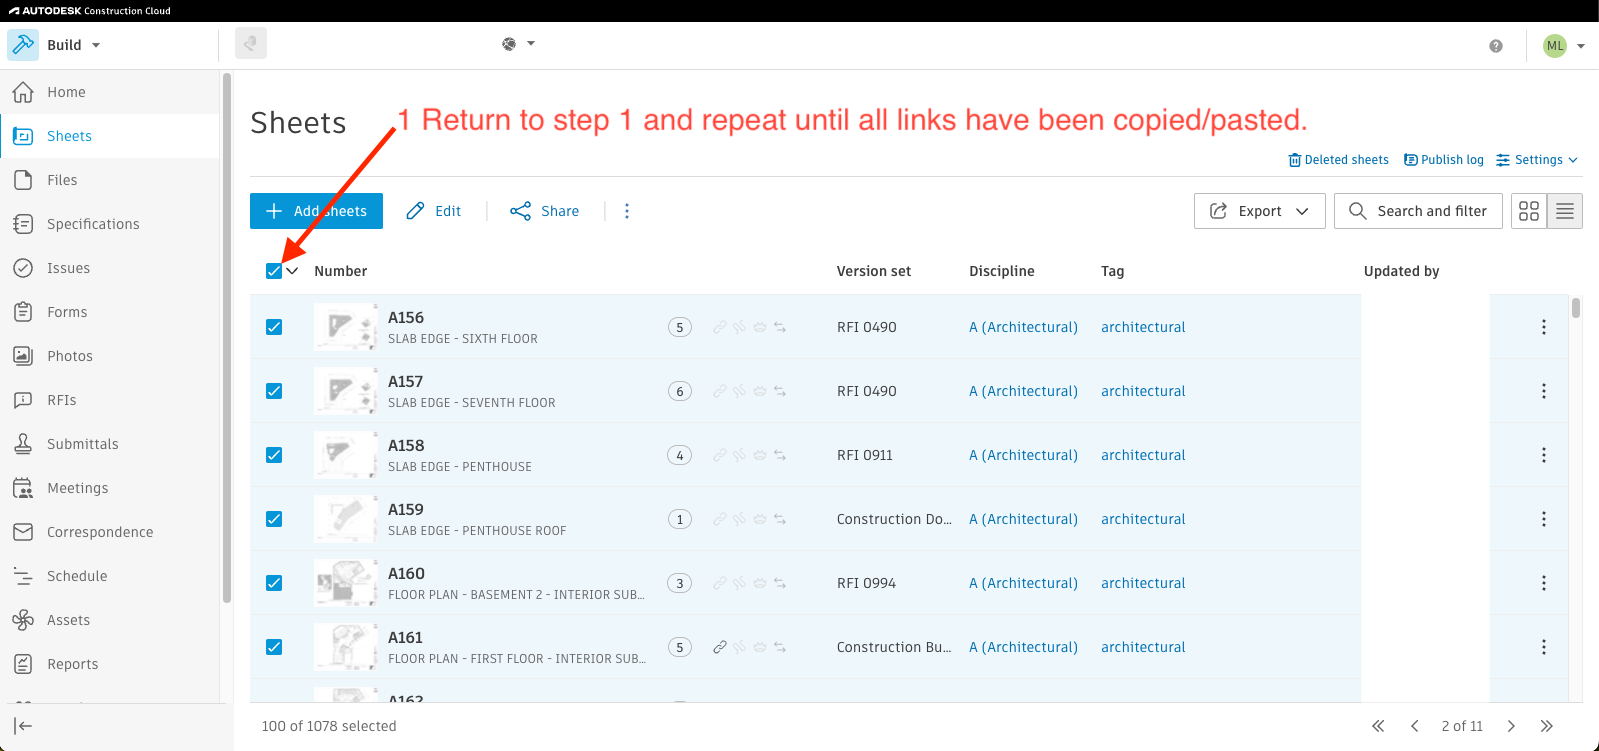 AUTODESK Construction Cloud
Build
ML
Home
Sheets
Files
Specifications
Issues
Forms
Photos
RFIs
Submittals
Meetings
Correspondence
Schedule
Assets
Reports
Sheets
1 Return to step 1 and repeat until all links have been copied/pasted.
Deleted sheets Publish log Settings
Add sheets Edit Share Export Search and filter
Number Version set Discipline Tag Updated by
A156
SLAB EDGE - SIXTH FLOOR
5 RFI 0490 A (Architectural) architectural
A157
SLAB EDGE - SEVENTH FLOOR
6 RFI 0490 A (Architectural) architectural
A158
SLAB EDGE - PENTHOUSE
4 RFI 0911 A (Architectural) architectural
A159
SLAB EDGE - PENTHOUSE ROOF
1 Construction Do... A (Architectural) architectural
A160
FLOOR PLAN - BASEMENT 2 - INTERIOR SUB...
3 RFI 0994 A (Architectural) architectural
A161
FLOOR PLAN - FIRST FLOOR - INTERIOR SUB...
5 Construction Bu... A (Architectural) architectural
A162
100 of 1078 selected
2 of 11